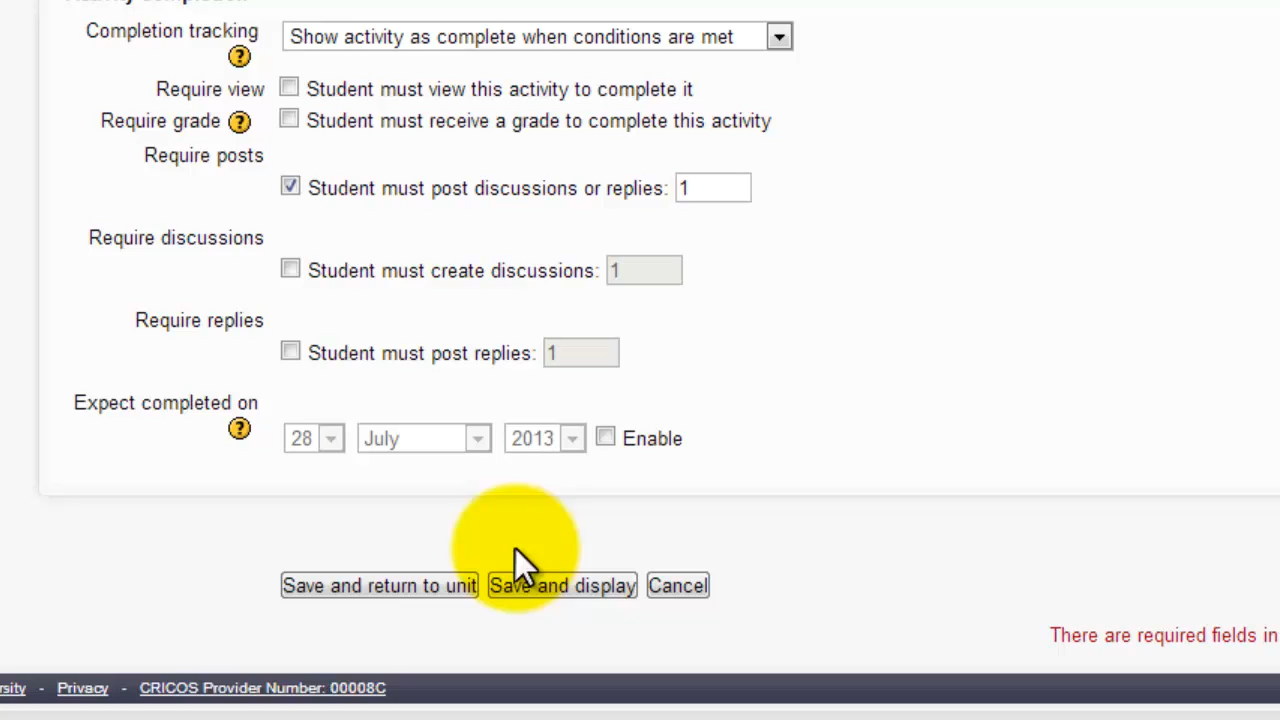 Completion tracking
Show activity as complete when conditions are met
Require view Student must view this activity to complete it
Require grade Student must receive a grade to complete this activity
Require posts
Student must post discussions or replies: 1
Require discussions
Student must create discussions: 1
Require replies
Student must post replies: 1
Expect completed on
28 July 2013 Enable
Save and return to unit Save and display Cancel
There are required fields in
rsity - Privacy - CRICOS Provider Number: 00008C